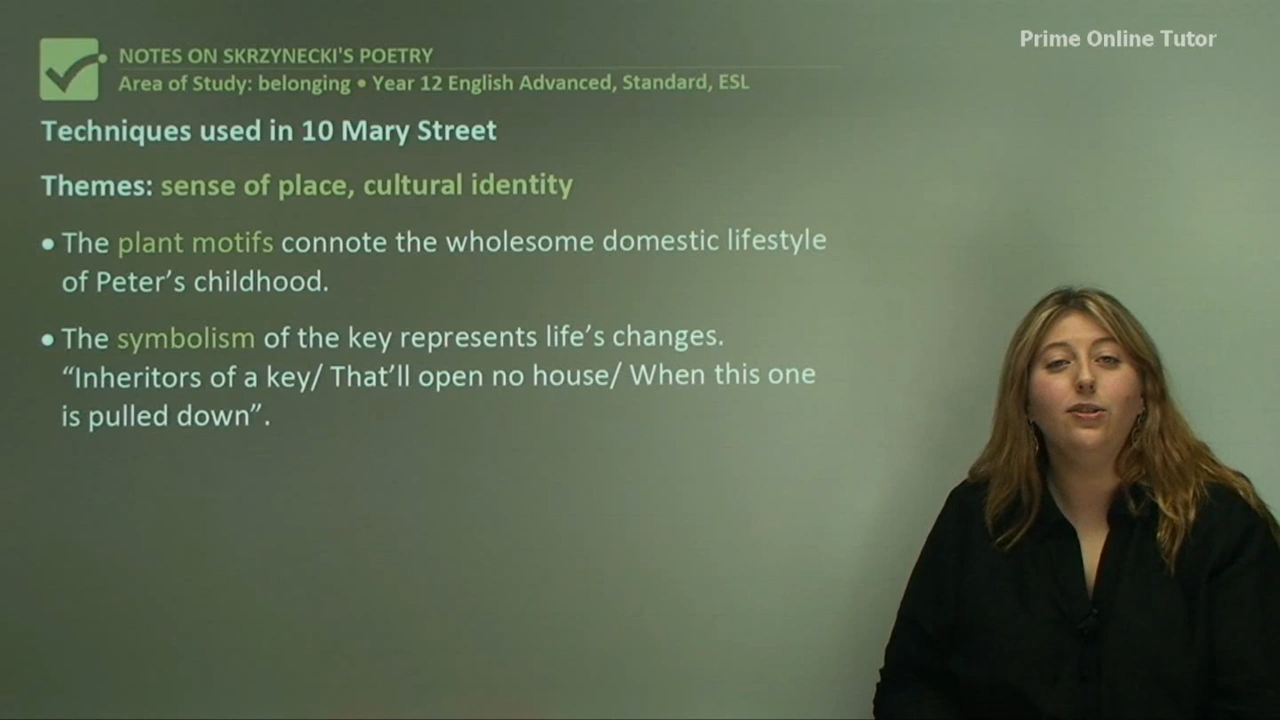 Prime Online Tutor
NOTES ON SKRZYNECKI'S POETRY
Area of Study: belonging • Year 12 English Advanced, Standard, ESL
Techniques used in 10 Mary Street
Themes: sense of place, cultural identity
• The plant motifs connote the wholesome domestic lifestyle
of Peter’s childhood.
• The symbolism of the key represents life’s changes.
“Inheritors of a key/ That’ll open no house/ When this one
is pulled down”.